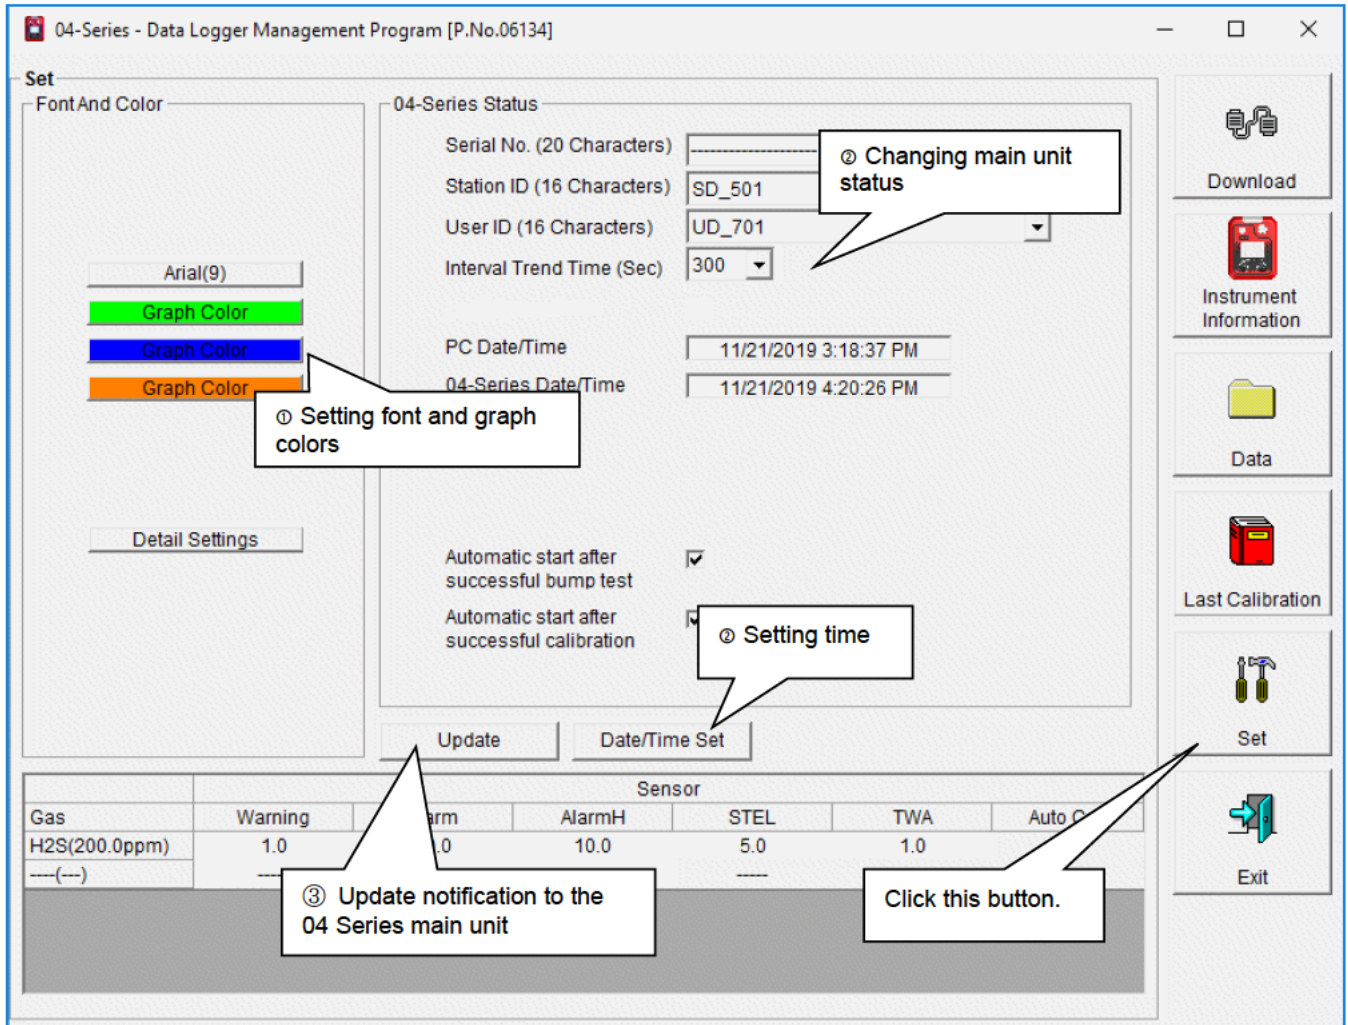 04-Series - Data Logger Management Program [P.No.06134]
Set
Font And Color
Arial(9)
Graph Color
Graph Color
Graph Color
① Setting font and graph
colors
Detail Settings
04-Series Status
Serial No. (20 Characters)
--------------------
② Changing main unit
status
Station ID (16 Characters)
SD_501
User ID (16 Characters)
UD_701
Interval Trend Time (Sec)
300
PC Date/Time
11/21/2019 3:18:37 PM
04-Series Date/Time
11/21/2019 4:20:26 PM
Automatic start after
successful bump test
Automatic start after
successful calibration
② Setting time
Update
Date/Time Set
Sensor
Gas Warning AlarmH STEL TWA Auto
H2S(200.0ppm) 1.0 .0 10.0 5.0 1.0
----(---) ---- -----
③ Update notification to the
04 Series main unit
Click this button.
Download
Instrument
Information
Data
Last Calibration
Set
Exit